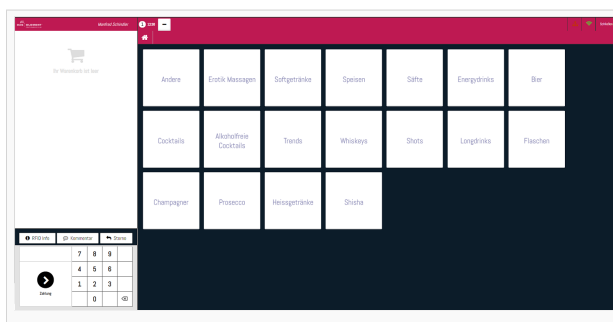 Manfred Schneider
Ihr Warenkorb ist leer
Andere
Erotik Massagen
Softgetränke
Speisen
Säfte
Energydrinks
Bier
Cocktails
Alkoholfreie
Cocktails
Trends
Whiskeys
Shots
Longdrinks
Flaschen
Champagner
Prosecco
Heissgetränke
Shisha
RFID Info
Kommentar
Storno
7 8 9
4 5 6
1 2 3
0
Zahlung